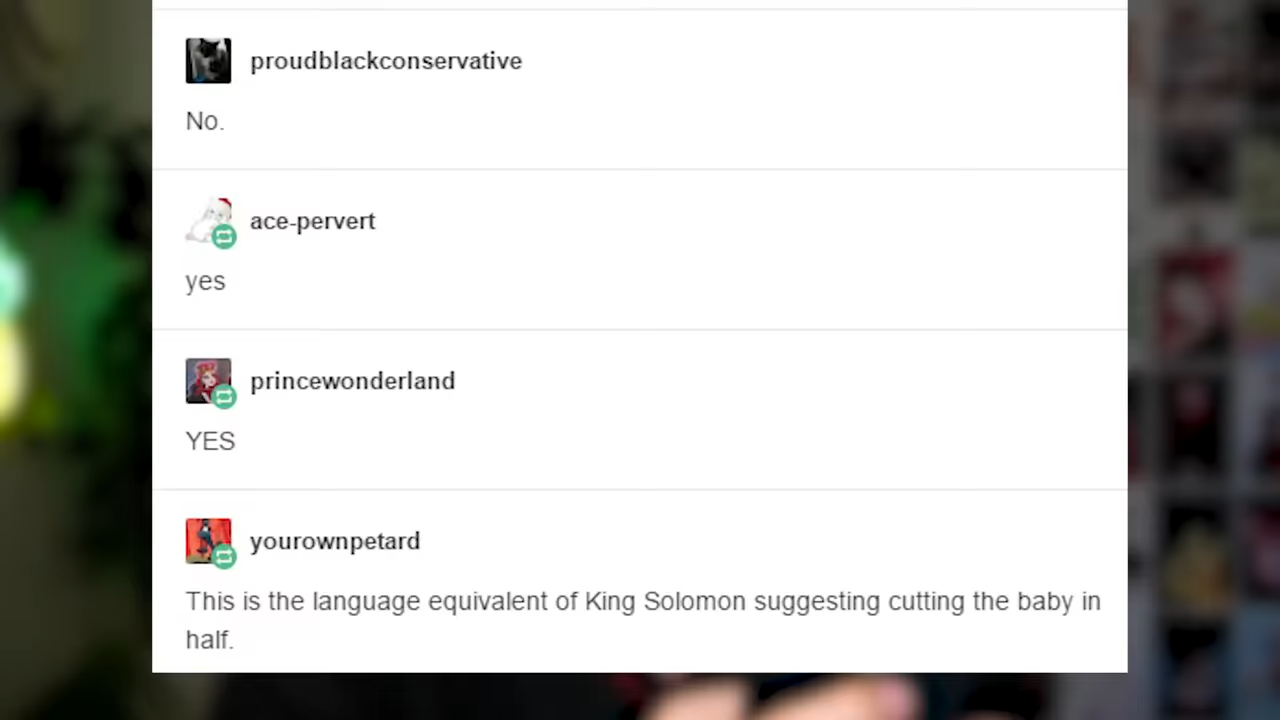 proudblackconservative
No.
ace-pervert
yes
princewonderland
YES
yourownpetard
This is the language equivalent of King Solomon suggesting cutting the baby in
half.